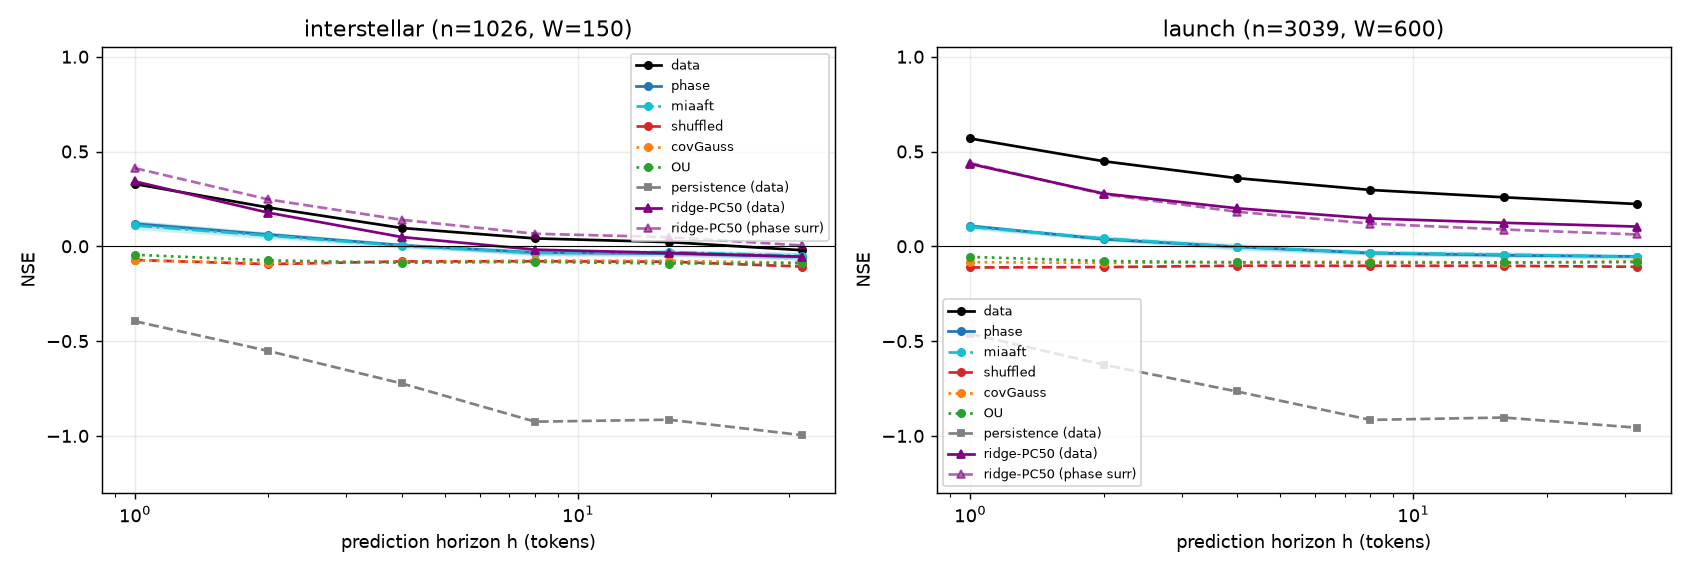 interstellar (n=1026, W=150)
NSE
1.0
0.5
0.0
−0.5
−1.0
data
phase
miaaft
shuffled
covGauss
OU
persistence (data)
ridge-PC50 (data)
ridge-PC50 (phase surr)
10⁰
10¹
prediction horizon h (tokens)
launch (n=3039, W=600)
NSE
1.0
0.5
0.0
−0.5
−1.0
data
phase
miaaft
shuffled
covGauss
OU
persistence (data)
ridge-PC50 (data)
ridge-PC50 (phase surr)
10⁰
10¹
prediction horizon h (tokens)